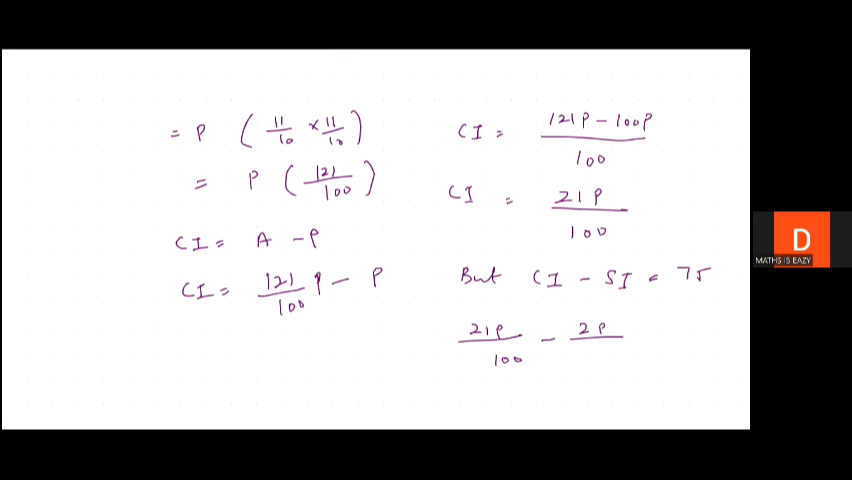 = P ( 11/10 × 11/10 )
= P ( 121/100 )
CI = A - P
CI = 121/100 P - P
CI = 121P - 100P / 100
CI = 21P / 100
But CI - SI = 75
21P/100 - 2P
D
MATHS IS EAZY